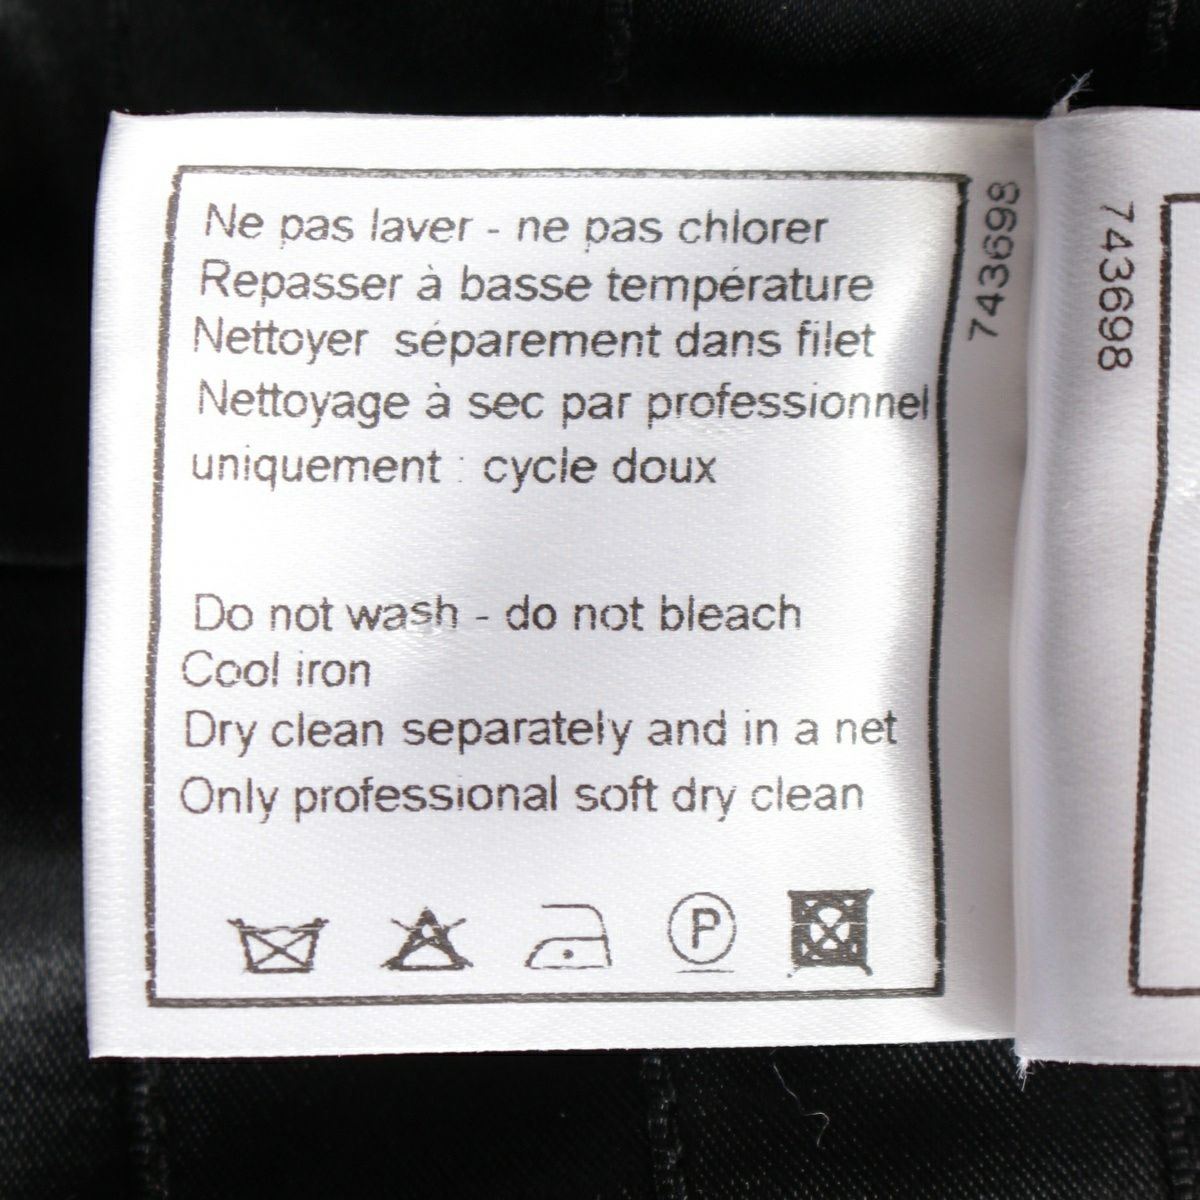 Ne pas laver - ne pas chlorer
Repasser à basse température
Nettoyer séparement dans filet
Nettoyage à sec par professionnel
uniquement : cycle doux
Do not wash - do not bleach
Cool iron
Dry clean separately and in a net
Only professional soft dry clean
P
743698
743698